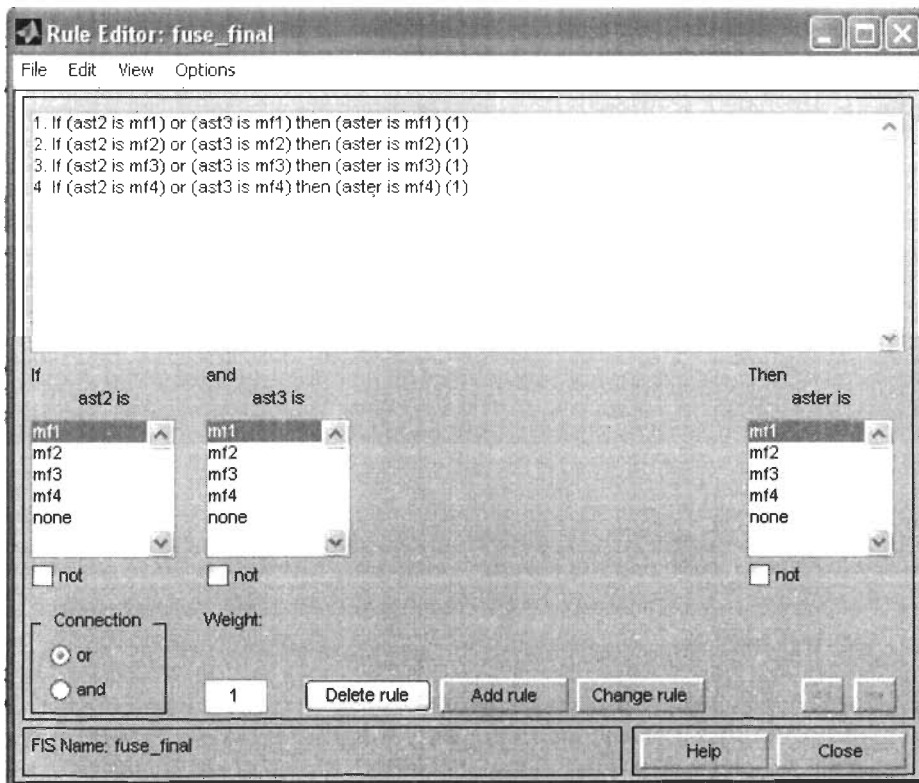 Rule Editor: fuse_final
File Edit View Options
1. If (ast2 is mf1) or (ast3 is mf1) then (aster is mf1) (1)
2. If (ast2 is mf2) or (ast3 is mf2) then (aster is mf2) (1)
3. If (ast2 is mf3) or (ast3 is mf3) then (aster is mf3) (1)
4 If (ast2 is mf4) or (ast3 is mf4) then (aster is mf4) (1)
If and Then
ast2 is ast3 is aster is
mf1 mf1 mf1
mf2 mf2 mf2
mf3 mf3 mf3
mf4 mf4 mf4
none none none
not not not
Connection Weight:
or
and 1 Delete rule Add rule Change rule
FIS Name: fuse_final Help Close